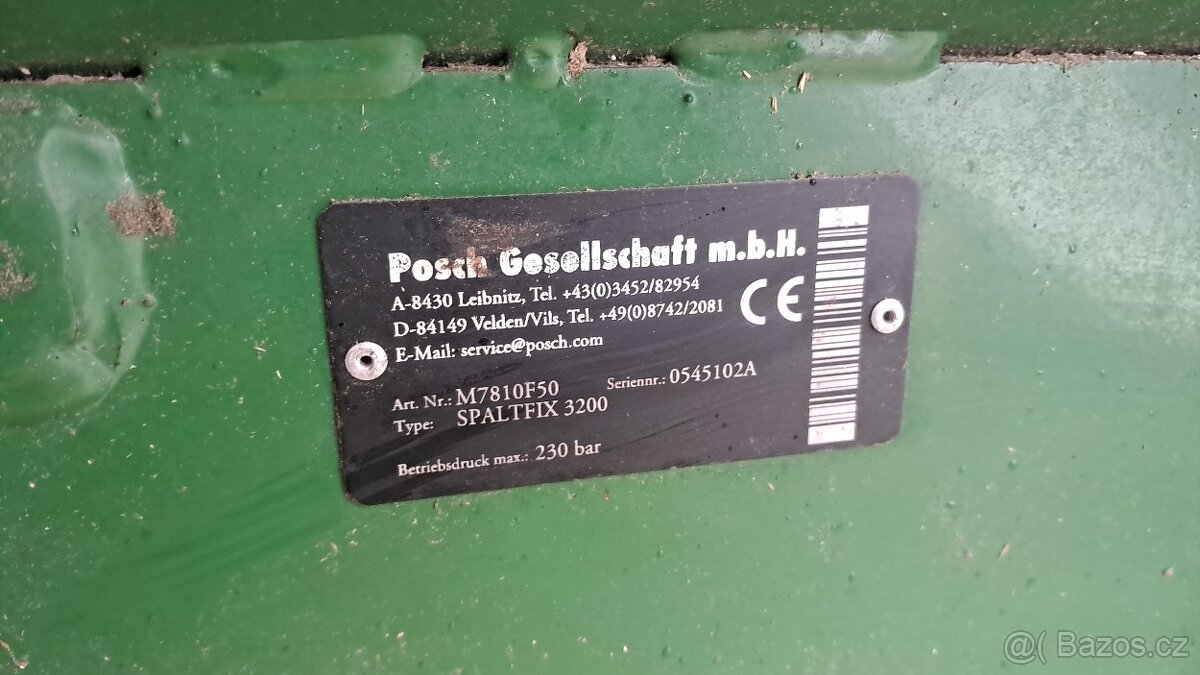 Posch Gesellschaft m.b.H.
A-8430 Leibnitz, Tel. +43(0)3452/82954
D-84149 Velden/Vils, Tel. +49(0)8742/2081
E-Mail: service@posch.com
CE
Art. Nr.: M7810F50 Seriennr.: 0545102A
Type: SPALTFIX 3200
Betriebsdruck max.: 230 bar
@( Bazos.cz